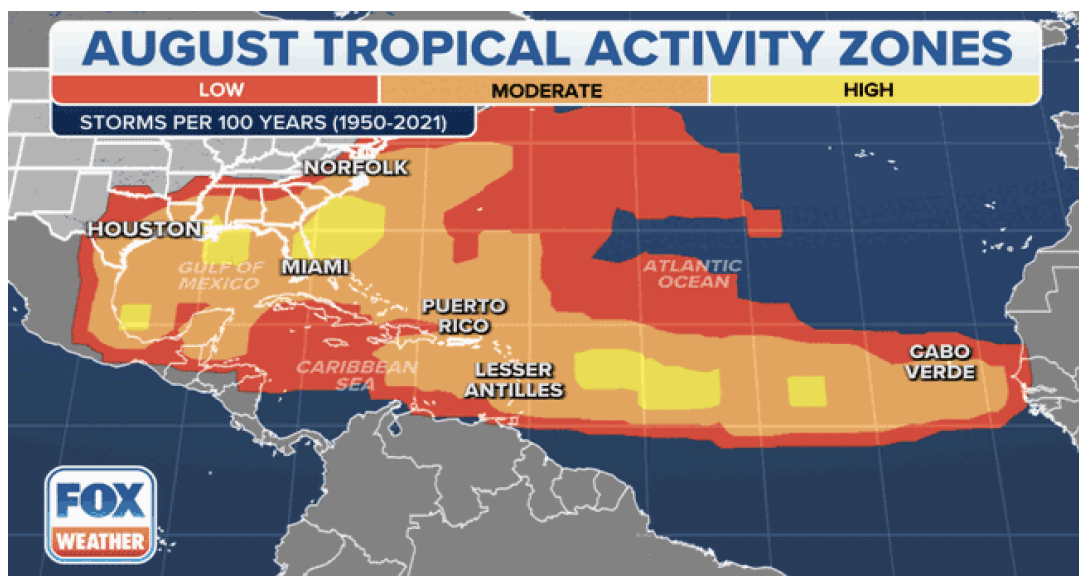 AUGUST TROPICAL ACTIVITY ZONES
LOW MODERATE HIGH
STORMS PER 100 YEARS (1950-2021)
NORFOLK
HOUSTON
GULF OF
MEXICO
MIAMI
ATLANTIC
OCEAN
PUERTO
RICO
CARIBBEAN
SEA
LESSER
ANTILLES
CABO
VERDE
FOX
WEATHER